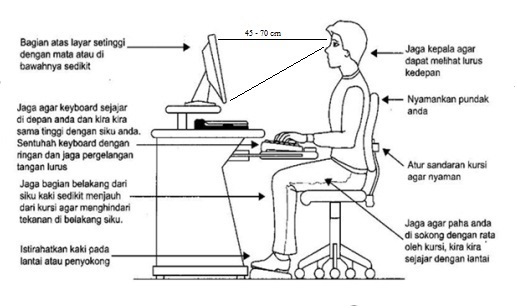 45 - 70 cm
Bagian atas layar setinggi
dengan mata atau di
bawahnya sedikit
Jaga agar keyboard sejajar
di depan anda dan kira kira
sama tinggi dengan siku anda.
Sentuhah keyboard dengan
ringan dan jaga pergelangan
tangan lurus
Jaga bagian belakang dari
siku kaki sedikit menjauh
dari kursi agar menghindari
tekanan di belakang siku.
Istirahatkan kaki pada
lantai atau penyokong
Jaga kepala agar
dapat melihat lurus
kedepan
Nyamankan pundak
anda
Atur sandaran kursi
agar nyaman
Jaga agar paha anda
di sokong dengan rata
oleh kursi, kira kira
sejajar dengan lantai